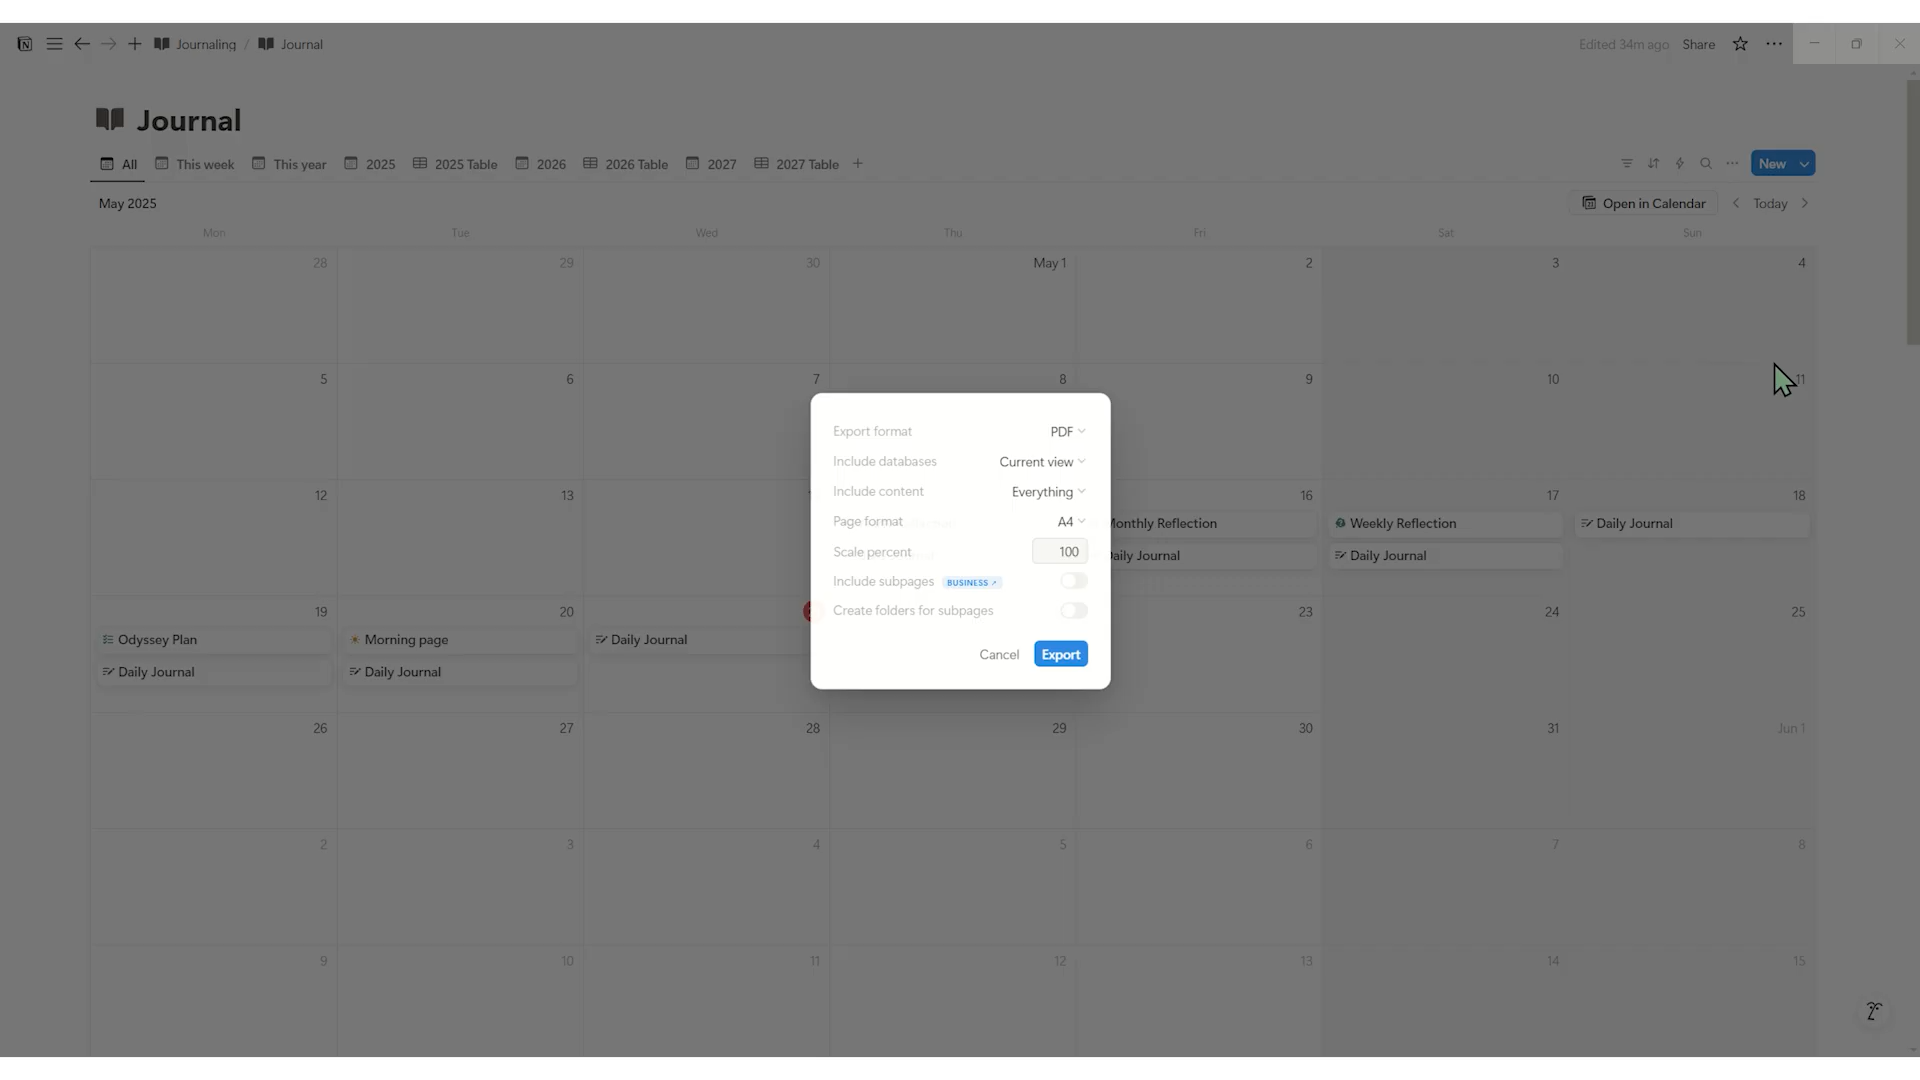 Journaling / Journal
Edited 34m ago Share
Journal
All This week This year 2025 2025 Table 2026 2026 Table 2027 2027 Table
New
May 2025
Open in Calendar Today
Mon Tue Wed Thu Fri Sat Sun
28 29 30 May 1 2 3 4
5 6 7 8 9 10 11
12 13 16 17 18
Monthly Reflection Weekly Reflection Daily Journal
Daily Journal Daily Journal
19 20 23 24 25
Odyssey Plan Morning page Daily Journal
Daily Journal Daily Journal
26 27 28 29 30 31 Jun 1
2 3 4 5 6 7 8
9 10 11 12 13 14 15
Export format PDF
Include databases Current view
Include content Everything
Page format A4
Scale percent 100
Include subpages BUSINESS ↗
Create folders for subpages
Cancel Export